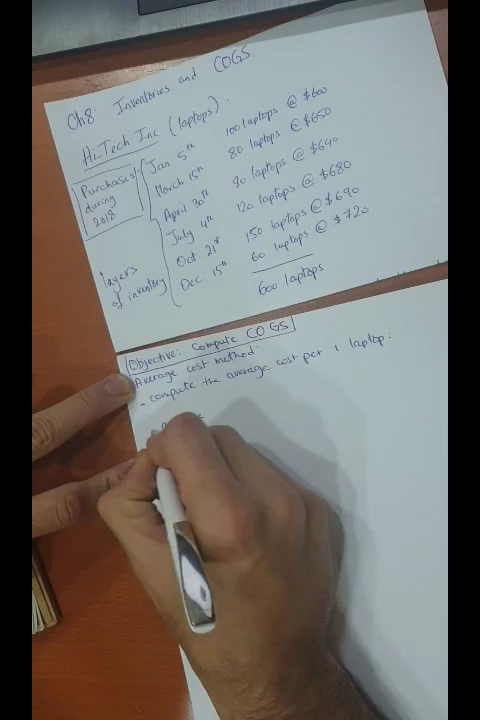 Ch8: Inventories and COGS
Hi-Tech Inc. (laptops):
Purchases during 2018
Jan 5th 100 laptops @ $600
March 15th 80 laptops @ $650
April 30th 90 laptops @ $640
July 4th 120 laptops @ $680
Oct. 21st 150 laptops @ $690
Dec. 15th 60 laptops @ $720
layers of inventory
600 laptops
Objective: Compute COGS
Average cost method:
- compute the average cost per 1 laptop: